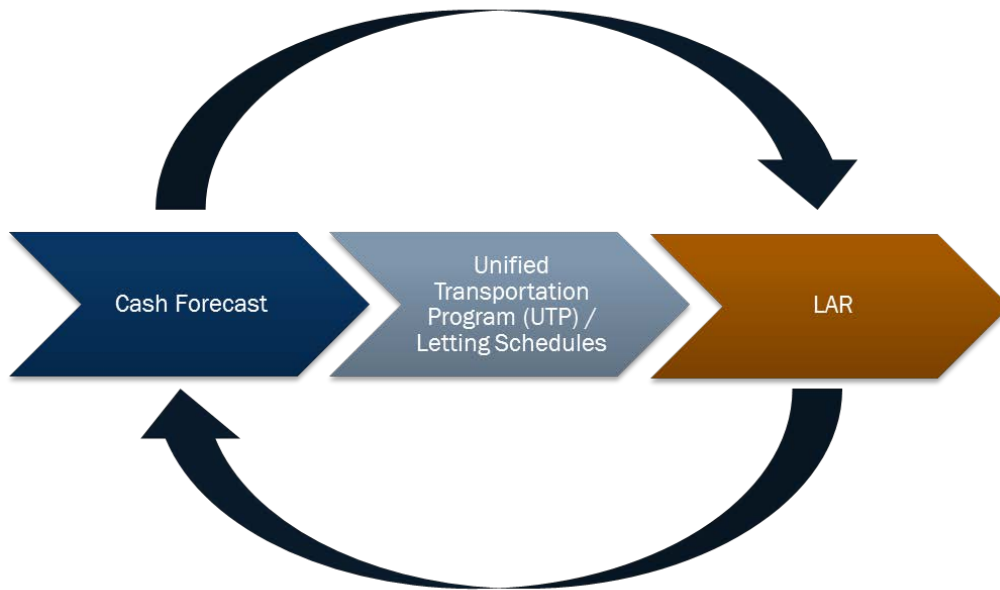 Cash Forecast
Unified
Transportation
Program (UTP) /
Letting Schedules
LAR